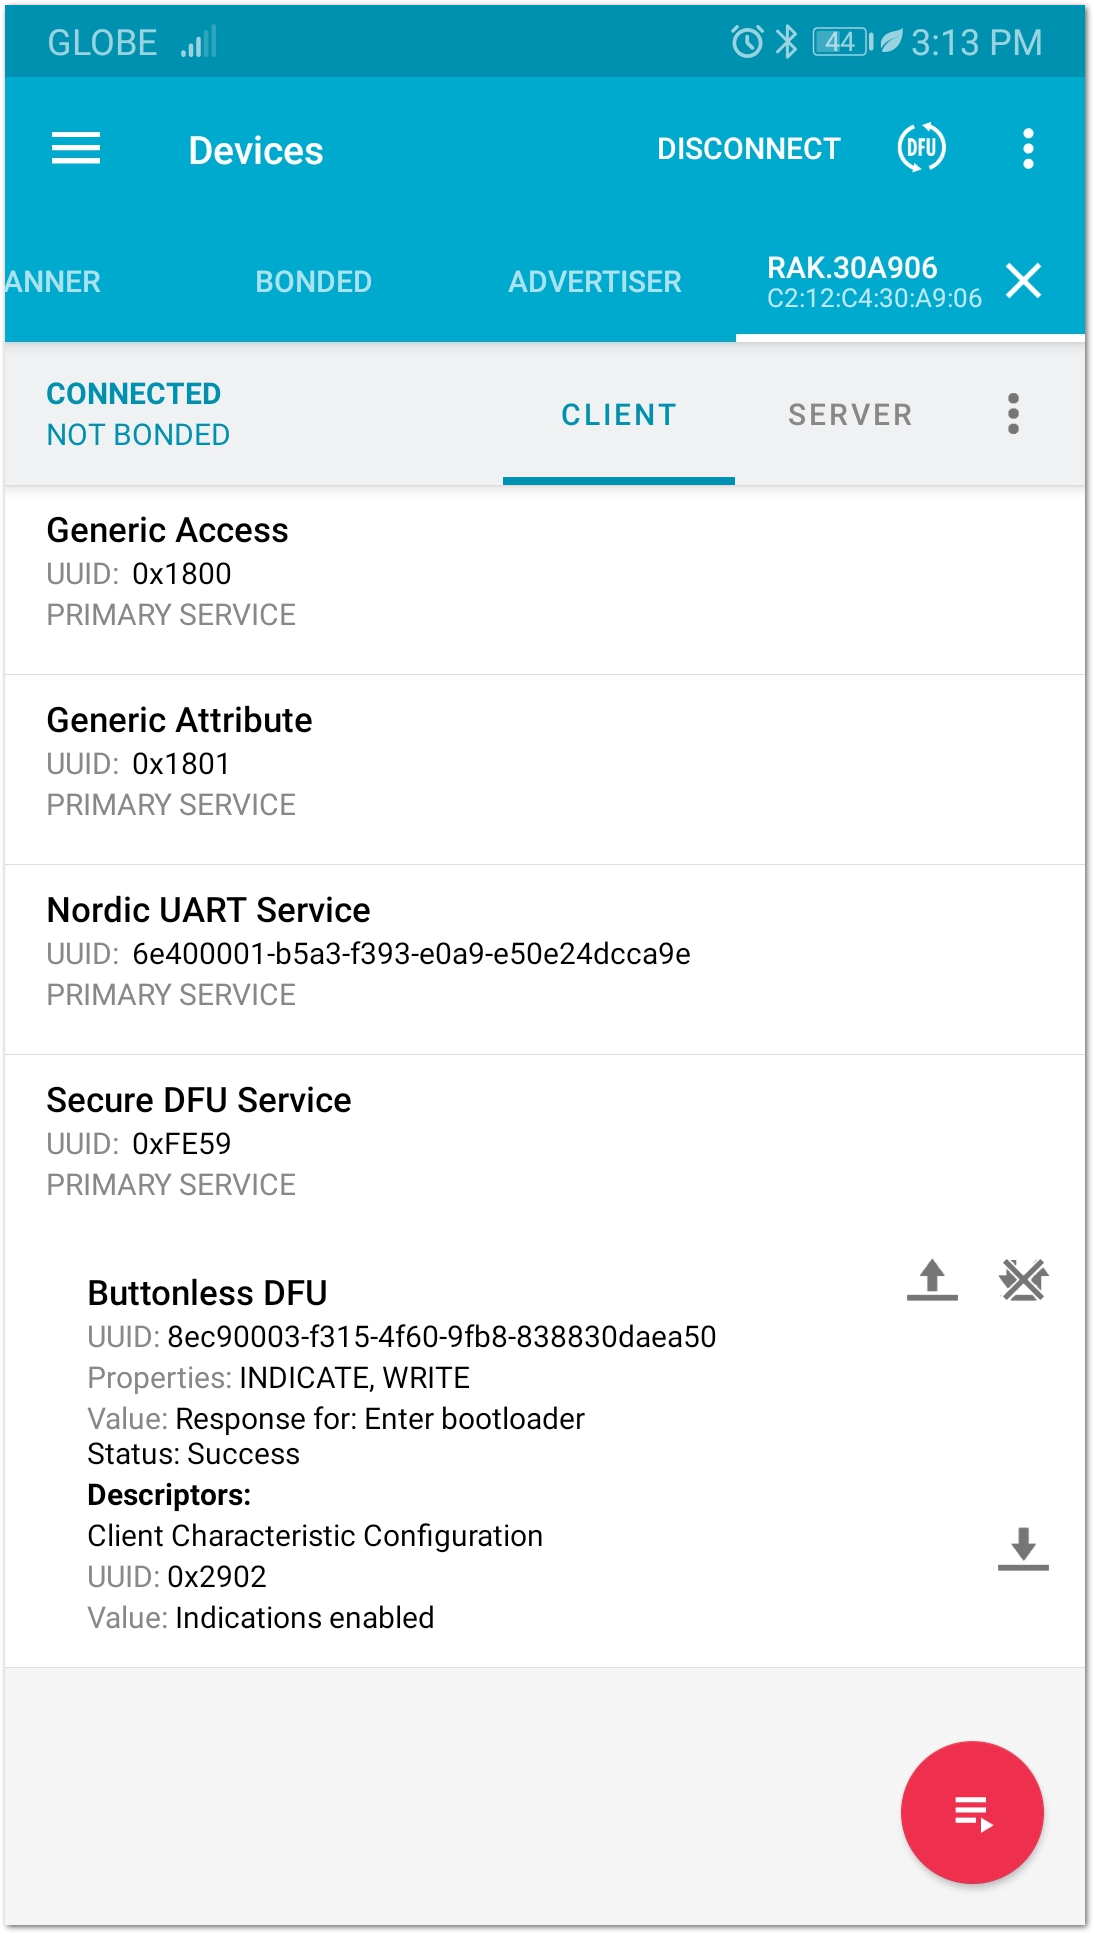 GLOBE 44 3:13 PM
Devices DISCONNECT DFU
ANNER BONDED ADVERTISER RAK.30A906
C2:12:C4:30:A9:06
CONNECTED
NOT BONDED
CLIENT SERVER
Generic Access
UUID: 0x1800
PRIMARY SERVICE
Generic Attribute
UUID: 0x1801
PRIMARY SERVICE
Nordic UART Service
UUID: 6e400001-b5a3-f393-e0a9-e50e24dcca9e
PRIMARY SERVICE
Secure DFU Service
UUID: 0xFE59
PRIMARY SERVICE
Buttonless DFU
UUID: 8ec90003-f315-4f60-9fb8-838830daea50
Properties: INDICATE, WRITE
Value: Response for: Enter bootloader
Status: Success
Descriptors:
Client Characteristic Configuration
UUID: 0x2902
Value: Indications enabled